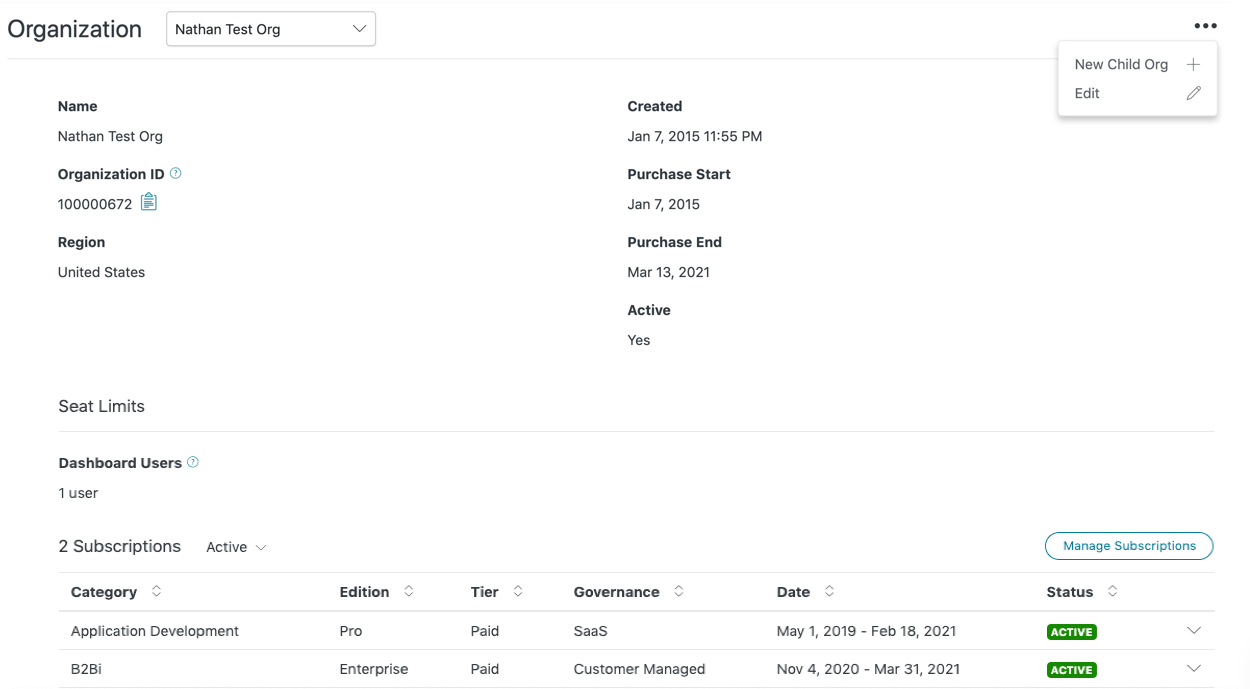 Organization
Nathan Test Org
New Child Org
Edit
Name
Nathan Test Org
Organization ID
100000672
Region
United States
Created
Jan 7, 2015 11:55 PM
Purchase Start
Jan 7, 2015
Purchase End
Mar 13, 2021
Active
Yes
Seat Limits
Dashboard Users
1 user
2 Subscriptions Active Manage Subscriptions
Category Edition Tier Governance Date Status
Application Development Pro Paid SaaS May 1, 2019 - Feb 18, 2021 ACTIVE
B2Bi Enterprise Paid Customer Managed Nov 4, 2020 - Mar 31, 2021 ACTIVE